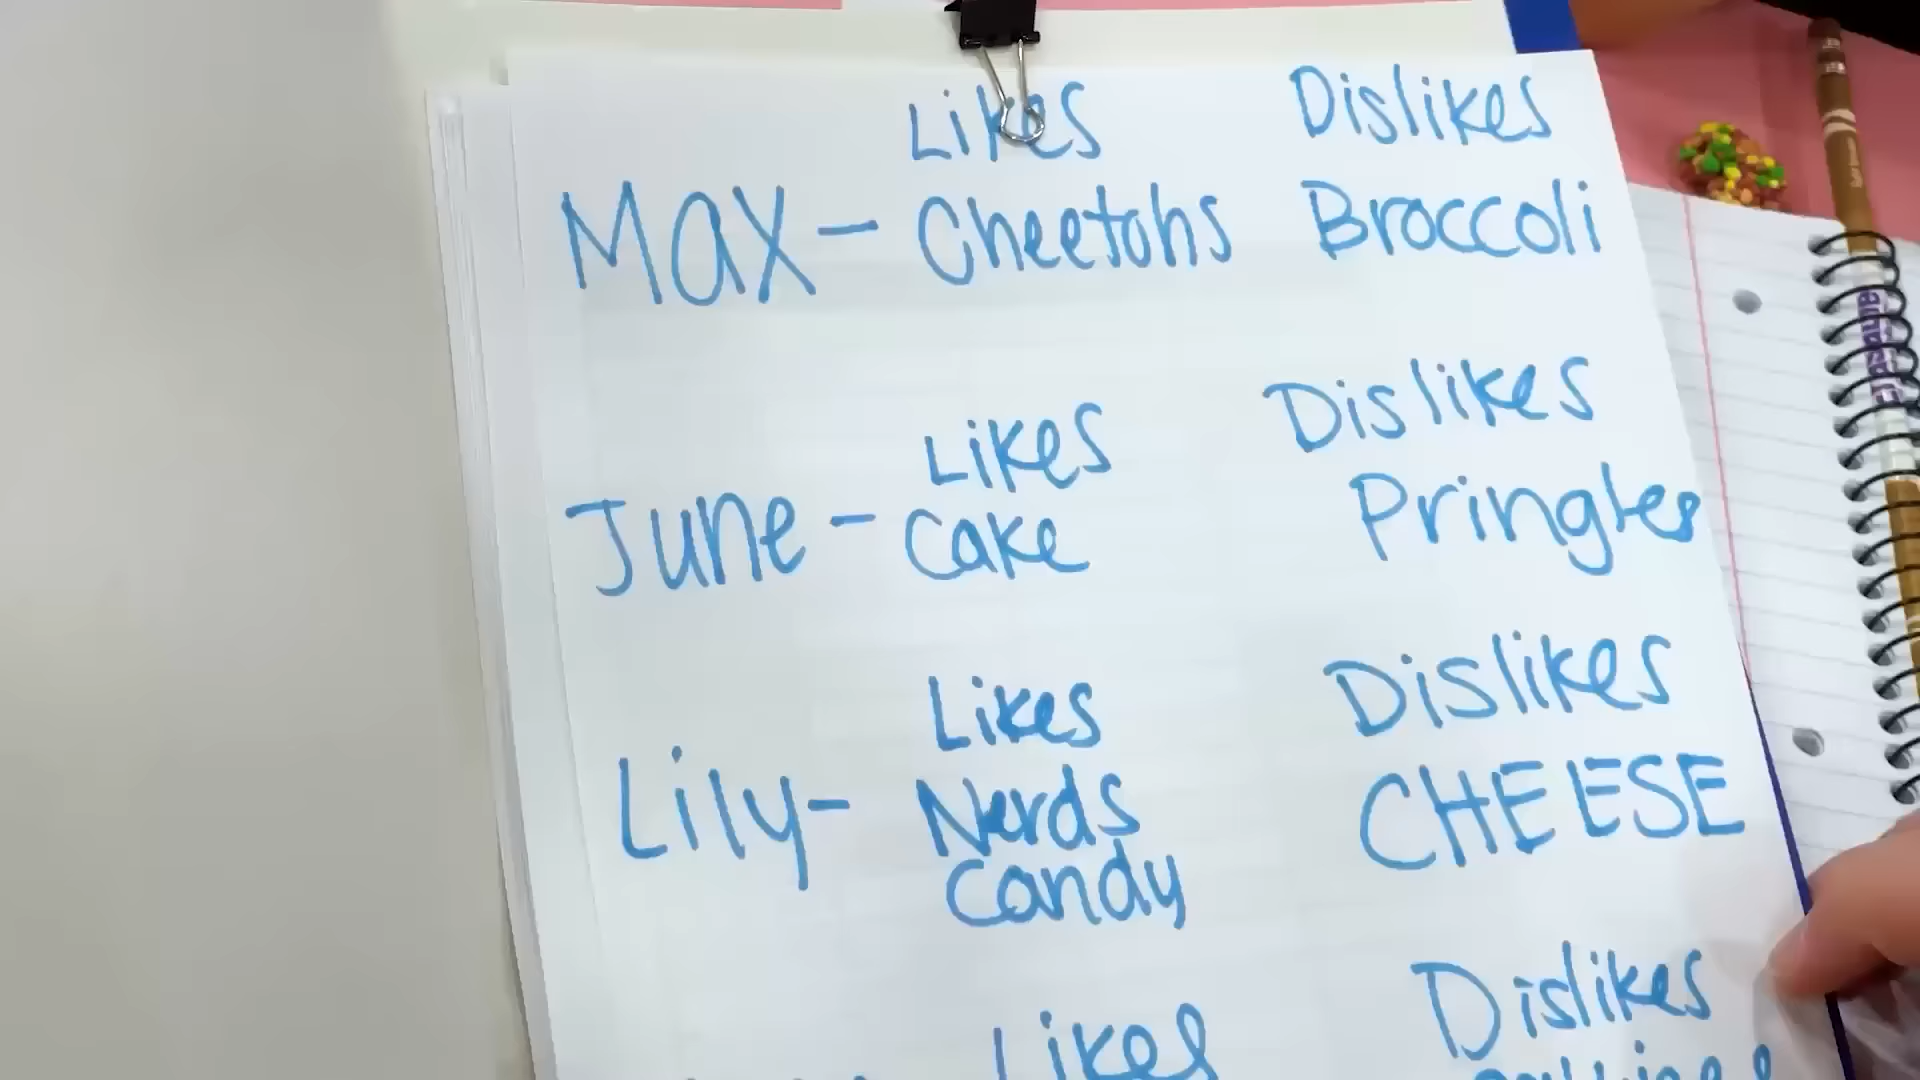 Likes Dislikes
Max - Cheetohs Broccoli
Likes Dislikes
June - Cake Pringles
Likes Dislikes
Lily - Nerds CHEESE
Candy
Likes Dislikes